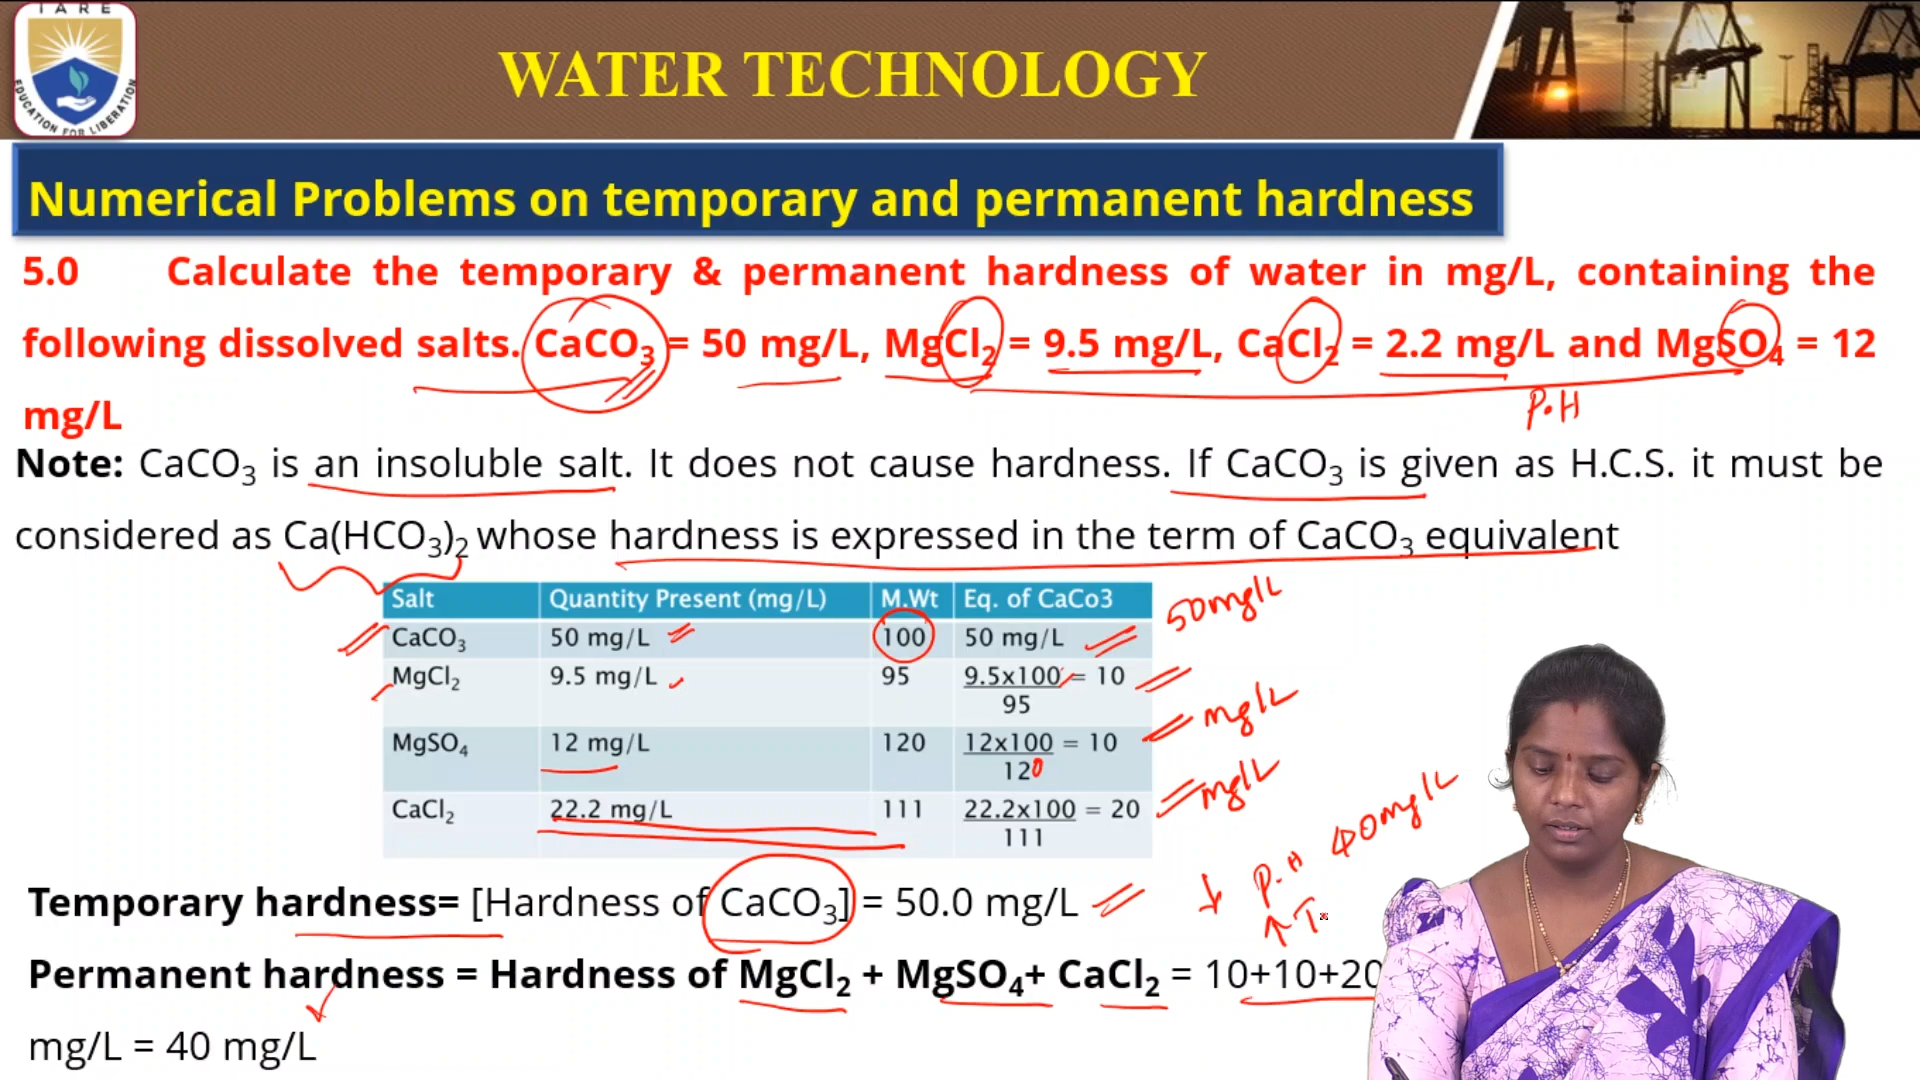 IARE
EDUCATION FOR LIBERATION
WATER TECHNOLOGY
Numerical Problems on temporary and permanent hardness
5.0 Calculate the temporary & permanent hardness of water in mg/L, containing the
following dissolved salts. CaCO₃ = 50 mg/L, MgCl₂ = 9.5 mg/L, CaCl₂ = 2.2 mg/L and MgSO₄ = 12
mg/L
P.H
Note: CaCO₃ is an insoluble salt. It does not cause hardness. If CaCO₃ is given as H.C.S. it must be
considered as Ca(HCO₃)₂ whose hardness is expressed in the term of CaCO₃ equivalent
Salt Quantity Present (mg/L) M.Wt Eq. of CaCo3
CaCO₃ 50 mg/L 100 50 mg/L 50mg/L
MgCl₂ 9.5 mg/L 95 9.5x100 = 10
95
mg/L
MgSO₄ 12 mg/L 120 12x100 = 10
120
mg/L
CaCl₂ 22.2 mg/L 111 22.2x100 = 20
111
P.H 40mg/L
T.
Temporary hardness= [Hardness of CaCO₃] = 50.0 mg/L
Permanent hardness = Hardness of MgCl₂ + MgSO₄+ CaCl₂ = 10+10+20
mg/L = 40 mg/L